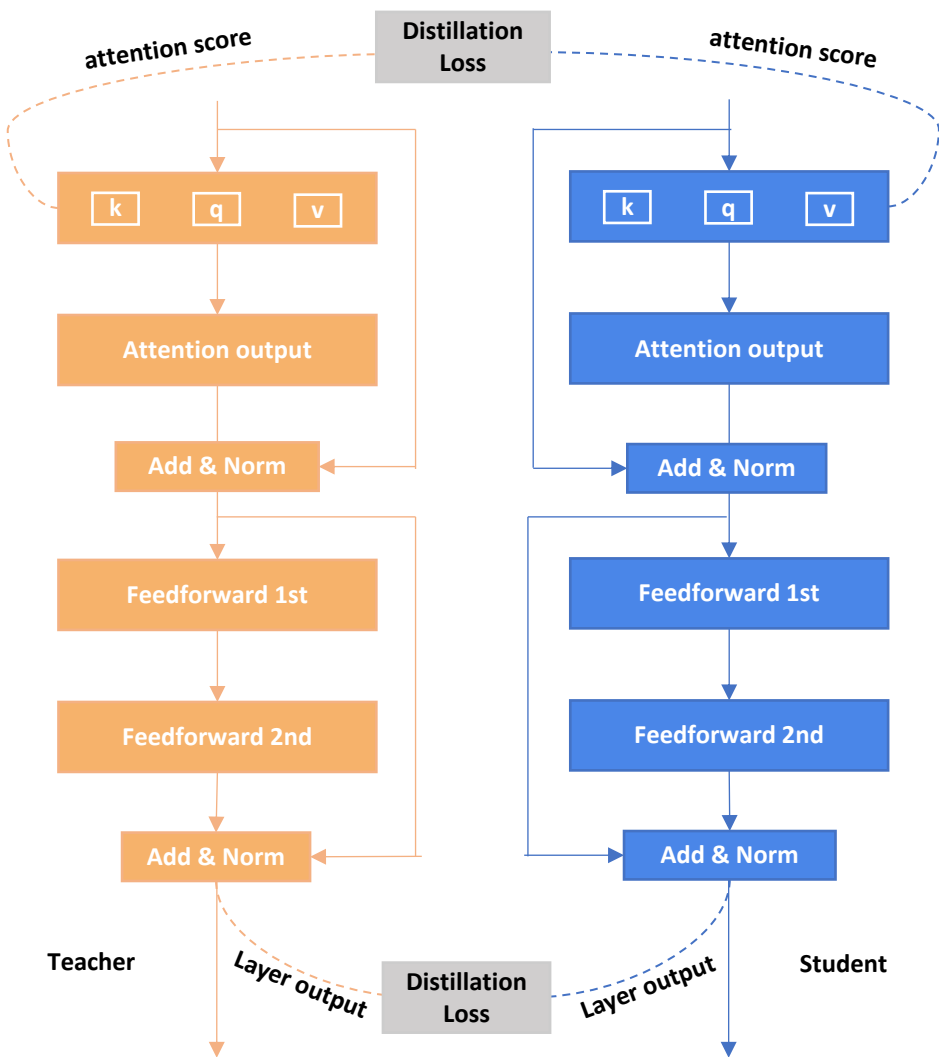 attention score
Distillation
Loss
attention score
k q v
k q v
Attention output
Attention output
Add & Norm
Add & Norm
Feedforward 1st
Feedforward 1st
Feedforward 2nd
Feedforward 2nd
Add & Norm
Add & Norm
Teacher
Layer output
Distillation
Loss
Layer output
Student